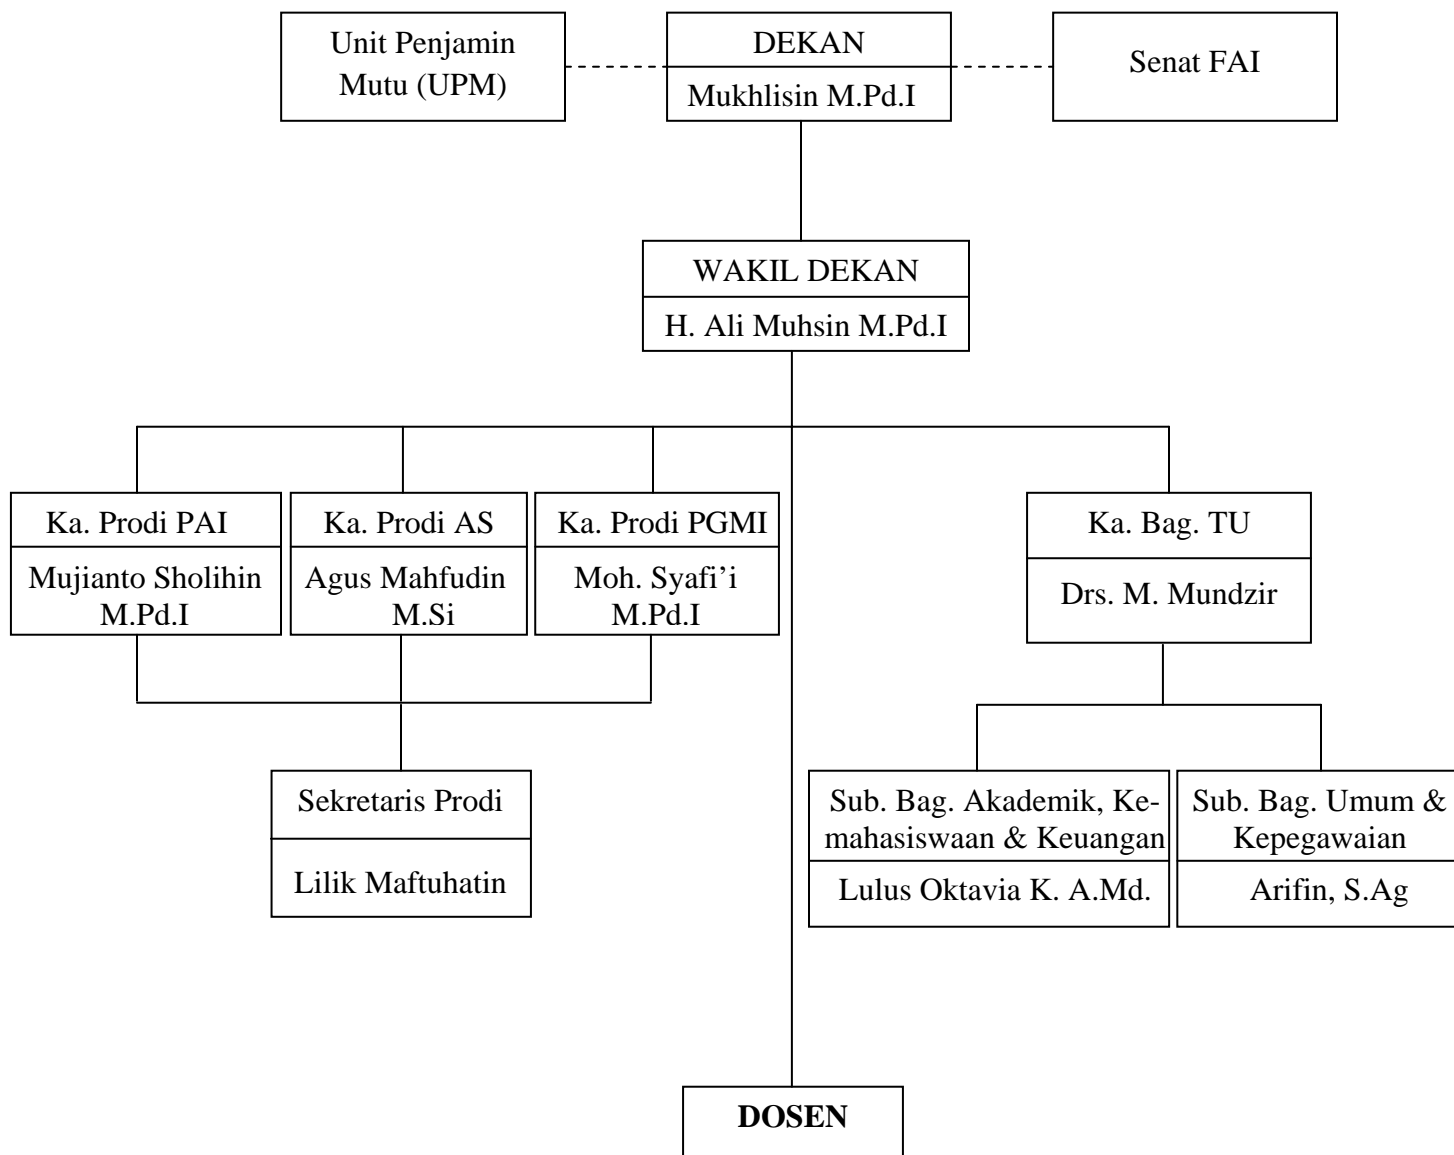 Unit Penjamin
Mutu (UPM)
DEKAN
Mukhlisin M.Pd.I
Senat FAI
WAKIL DEKAN
H. Ali Muhsin M.Pd.I
Ka. Prodi PAI
Mujianto Sholihin
M.Pd.I
Ka. Prodi AS
Agus Mahfudin
M.Si
Ka. Prodi PGMI
Moh. Syafi’i
M.Pd.I
Ka. Bag. TU
Drs. M. Mundzir
Sekretaris Prodi
Lilik Maftuhatin
Sub. Bag. Akademik, Ke-
mahasiswaan & Keuangan
Lulus Oktavia K. A.Md.
Sub. Bag. Umum &
Kepegawaian
Arifin, S.Ag
DOSEN